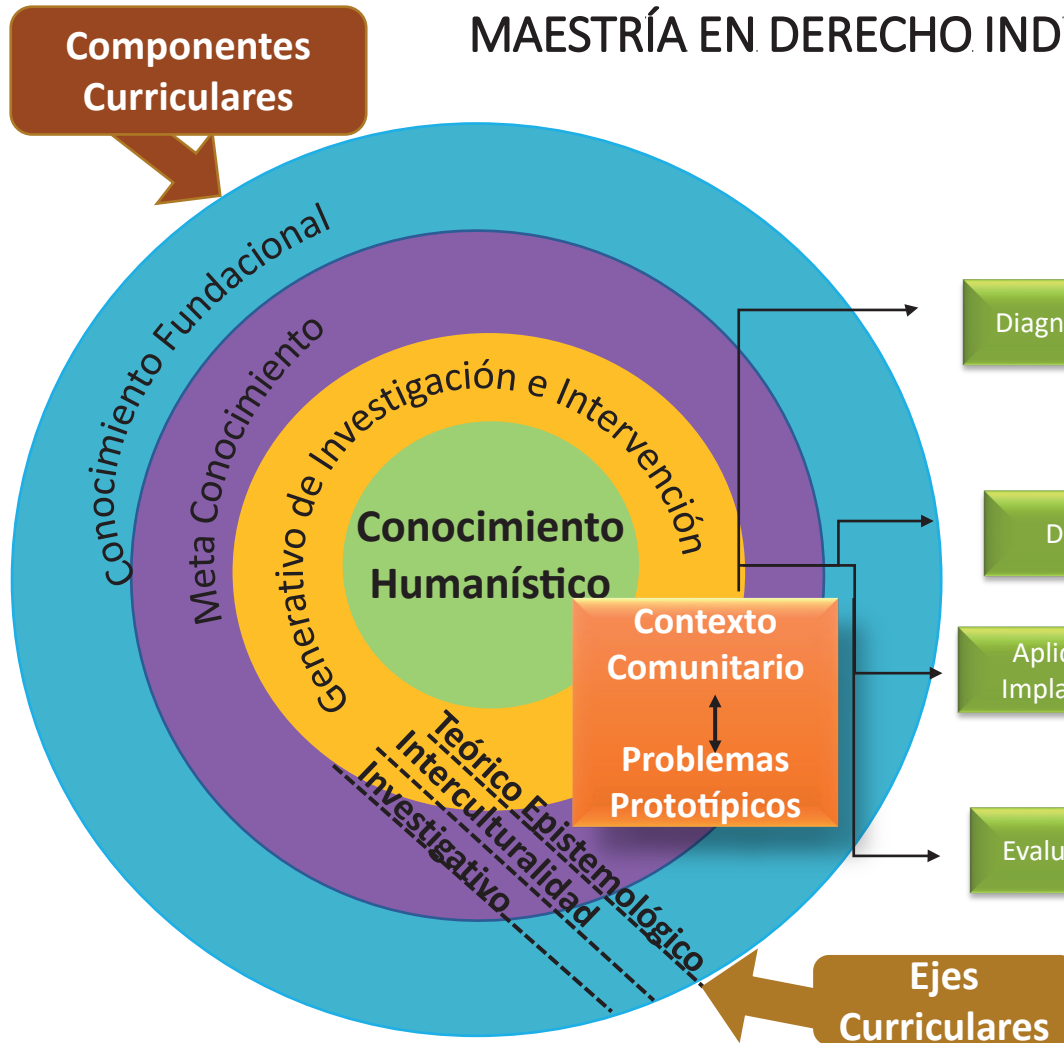 MAESTRÍA EN DERECHO IND
Componentes
Curriculares
Conocimiento Fundacional
Meta Conocimiento
Generativo de Investigación e Intervención
Conocimiento
Humanístico
Contexto
Comunitario
Problemas
Prototípicos
Teórico Epistemológico
Interculturalidad
Investigativo
Diagn
D
Aplic
Impla
Evalu
Ejes
Curriculares